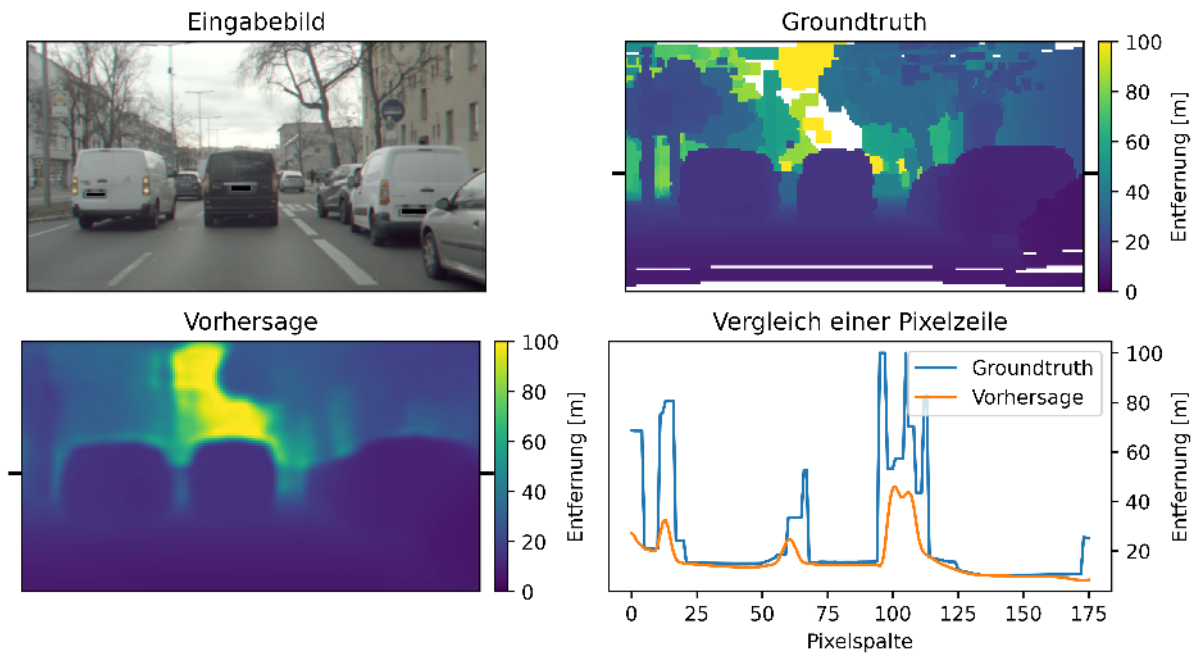 Eingabebild
Groundtruth
100
80
60
40
20
0
Entfernung [m]
Vorhersage
100
80
60
40
20
0
Entfernung [m]
Vergleich einer Pixelzeile
Groundtruth
Vorhersage
100
80
60
40
20
Entfernung [m]
0 25 50 75 100 125 150 175
Pixelspalte